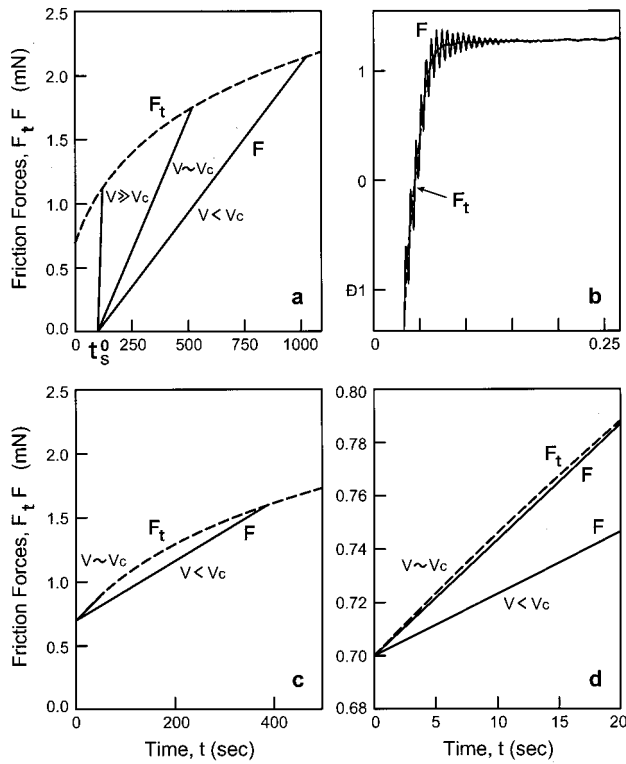 Friction Forces, Ft F (mN)
2.5
2.0
1.5
1.0
0.5
0.0
Ft
F
V≫Vc
V~Vc
V<Vc
a
0
t⁰s
250
500
750
1000
F
1
0
Ð1
Ft
b
0
0.25
Friction Forces, Ft F (mN)
2.5
2.0
1.5
1.0
0.5
0.0
Ft
F
V~Vc
V<Vc
c
0
200
400
Time, t (sec)
0.80
0.78
0.76
0.74
0.72
0.70
0.68
Ft
F
F
V~Vc
V<Vc
d
0
5
10
15
20
Time, t (sec)